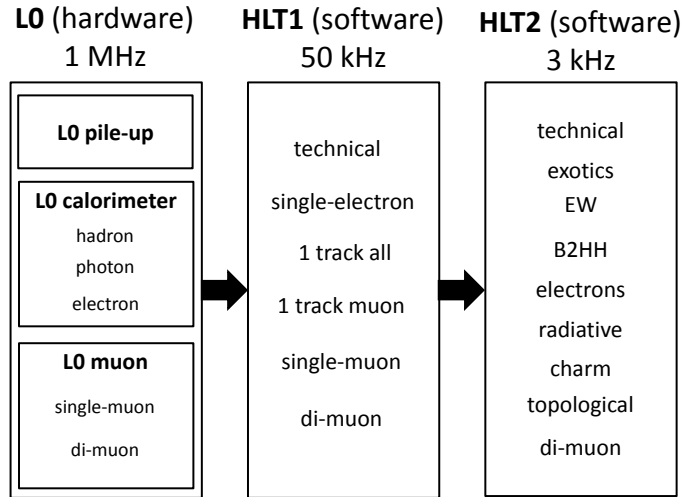 L0 (hardware)
1 MHz
L0 pile-up
L0 calorimeter
hadron
photon
electron
L0 muon
single-muon
di-muon
HLT1 (software)
50 kHz
technical
single-electron
1 track all
1 track muon
single-muon
di-muon
HLT2 (software)
3 kHz
technical
exotics
EW
B2HH
electrons
radiative
charm
topological
di-muon